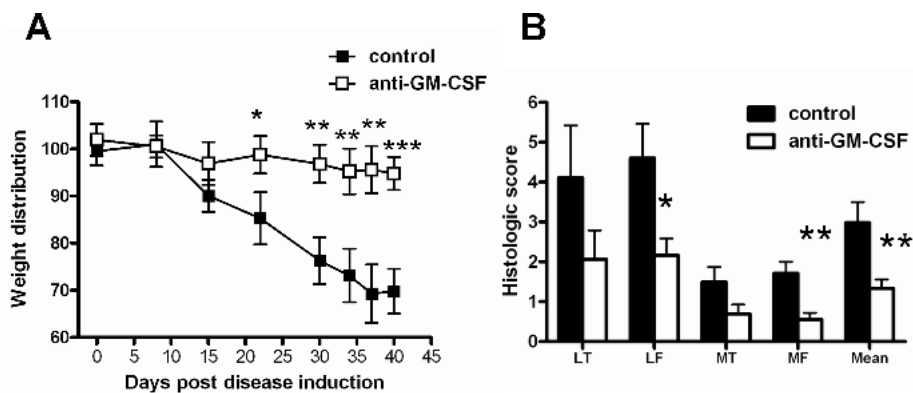 A
control
anti-GM-CSF
110
100
90
80
70
60
Weight distribution
* ** ** ** ***
0 5 10 15 20 25 30 35 40 45
Days post disease induction
B
control
anti-GM-CSF
6
5
4
3
2
1
0
Histologic score
* ** **
LT LF MT MF Mean